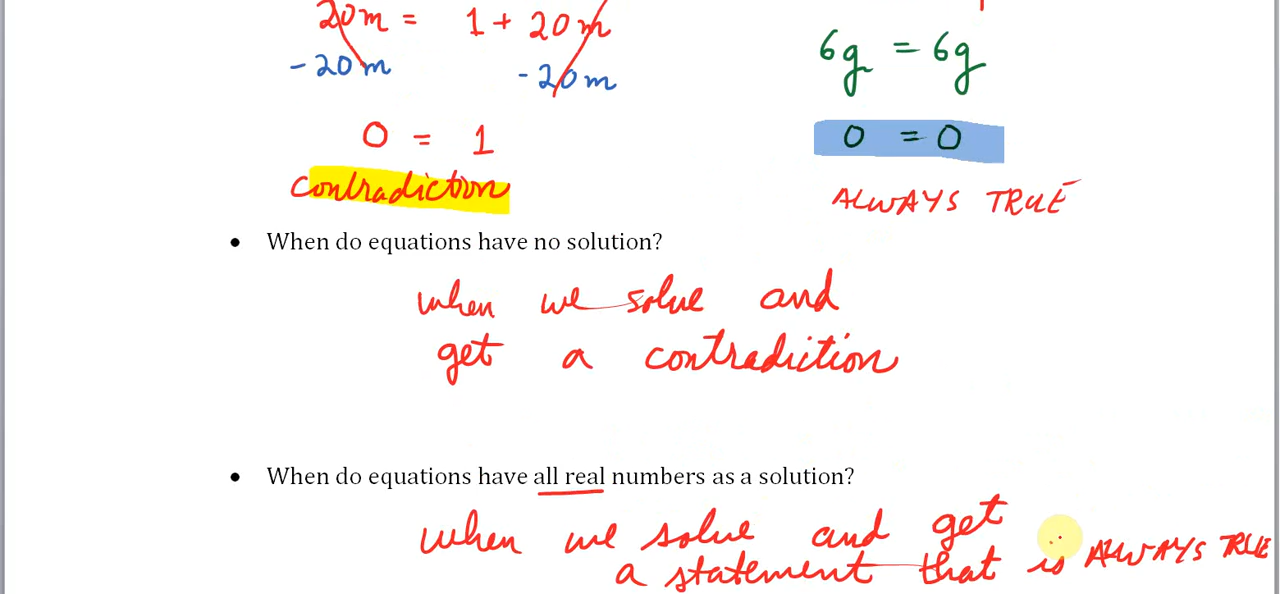 20m = 1 + 20m
- 20m - 20m
0 = 1
contradiction
6g = 6g
0 = 0
ALWAYS TRUE
• When do equations have no solution?
when we solve and
get a contradiction
• When do equations have all real numbers as a solution?
when we solve and get
a statement that is ALWAYS TRUE